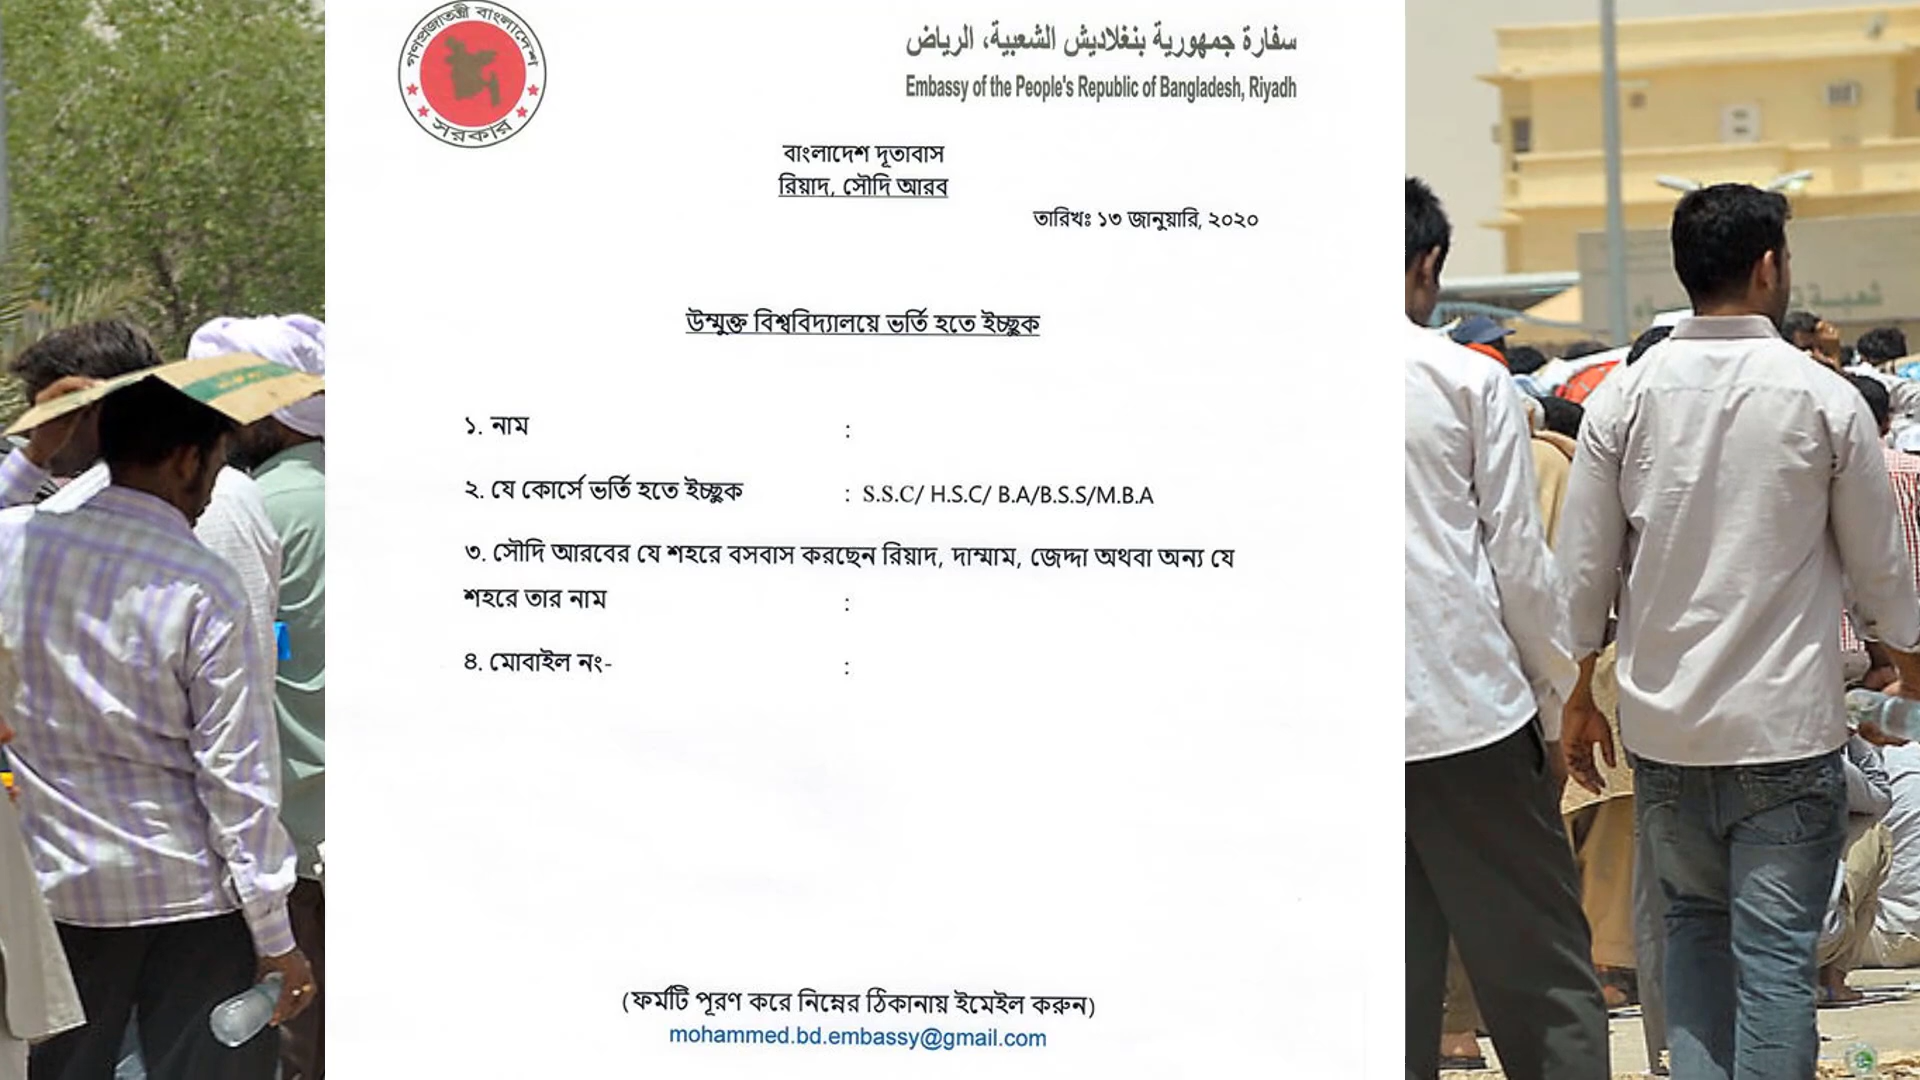 গণপ্রজাতন্ত্রী বাংলাদেশ
সরকার
سفارة جمهورية بنغلاديش الشعبية، الرياض
Embassy of the People's Republic of Bangladesh, Riyadh
বাংলাদেশ দূতাবাস
রিয়াদ, সৌদি আরব
তারিখঃ ১৩ জানুয়ারি, ২০২০
উম্মুক্ত বিশ্ববিদ্যালয়ে ভর্তি হতে ইচ্ছুক
১. নাম :
২. যে কোর্সে ভর্তি হতে ইচ্ছুক : S.S.C/ H.S.C/ B.A/B.S.S/M.B.A
৩. সৌদি আরবের যে শহরে বসবাস করছেন রিয়াদ, দাম্মাম, জেদ্দা অথবা অন্য যে
শহরে তার নাম :
৪. মোবাইল নং- :
(ফর্মটি পূরণ করে নিম্নের ঠিকানায় ইমেইল করুন)
mohammed.bd.embassy@gmail.com